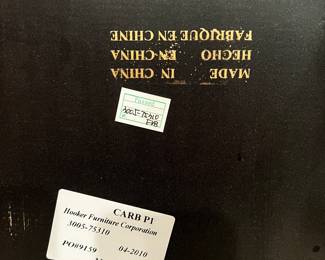 MADE IN CHINA
HECHO EN-CHINA
FABRIQUE EN CHINE
PASSED
CARB P1
Hooker Furniture Corporation
3005-75310
PO#9159 04-2010